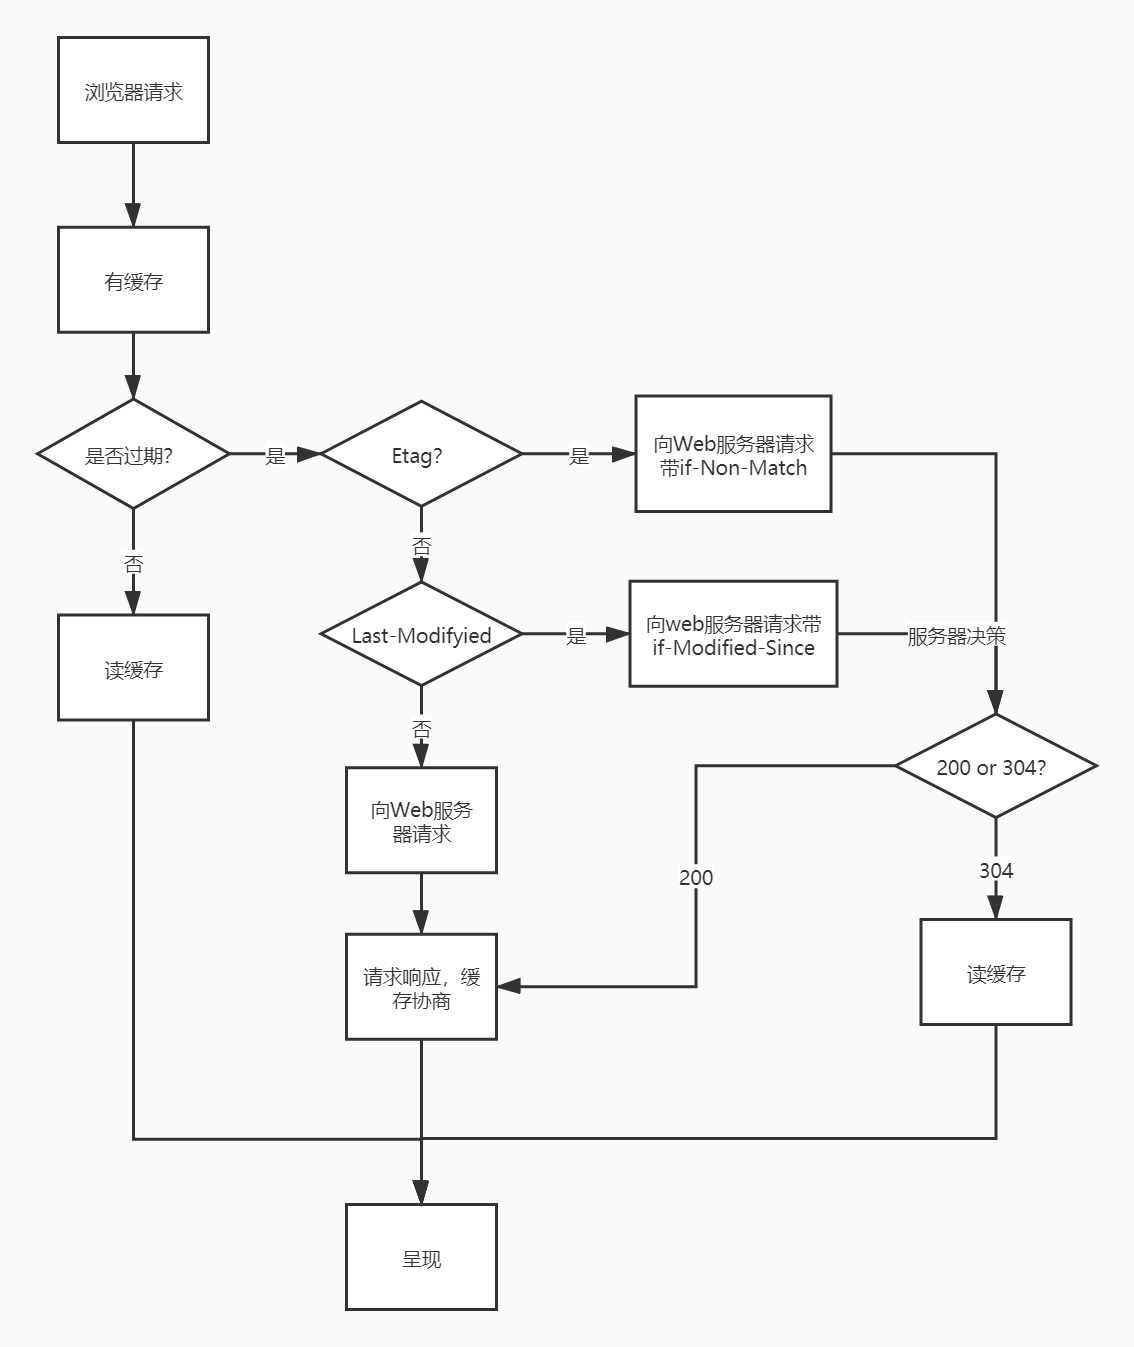 浏览器请求
有缓存
是否过期?
是
Etag?
是
向Web服务器请求
带if-Non-Match
否
否
Last-Modifyied
是
向web服务器请求带
if-Modified-Since
服务器决策
读缓存
否
200 or 304?
向Web服务
器请求
200
304
请求响应，缓
存协商
读缓存
呈现